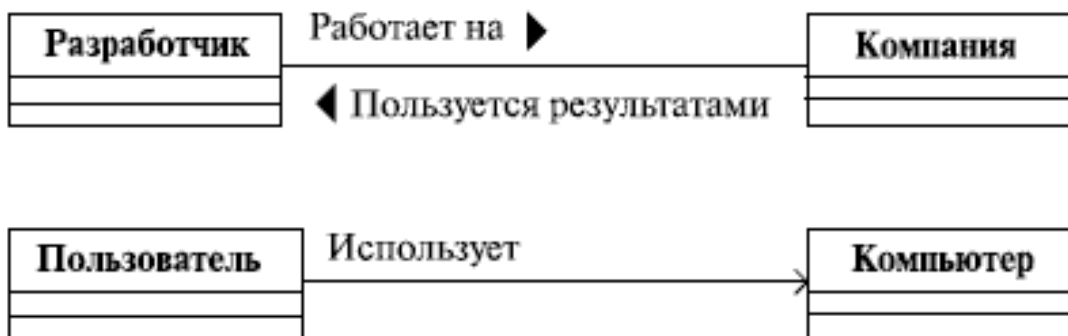 Разработчик Работает на Компания
Пользуется результатами
Пользователь Использует Компьютер